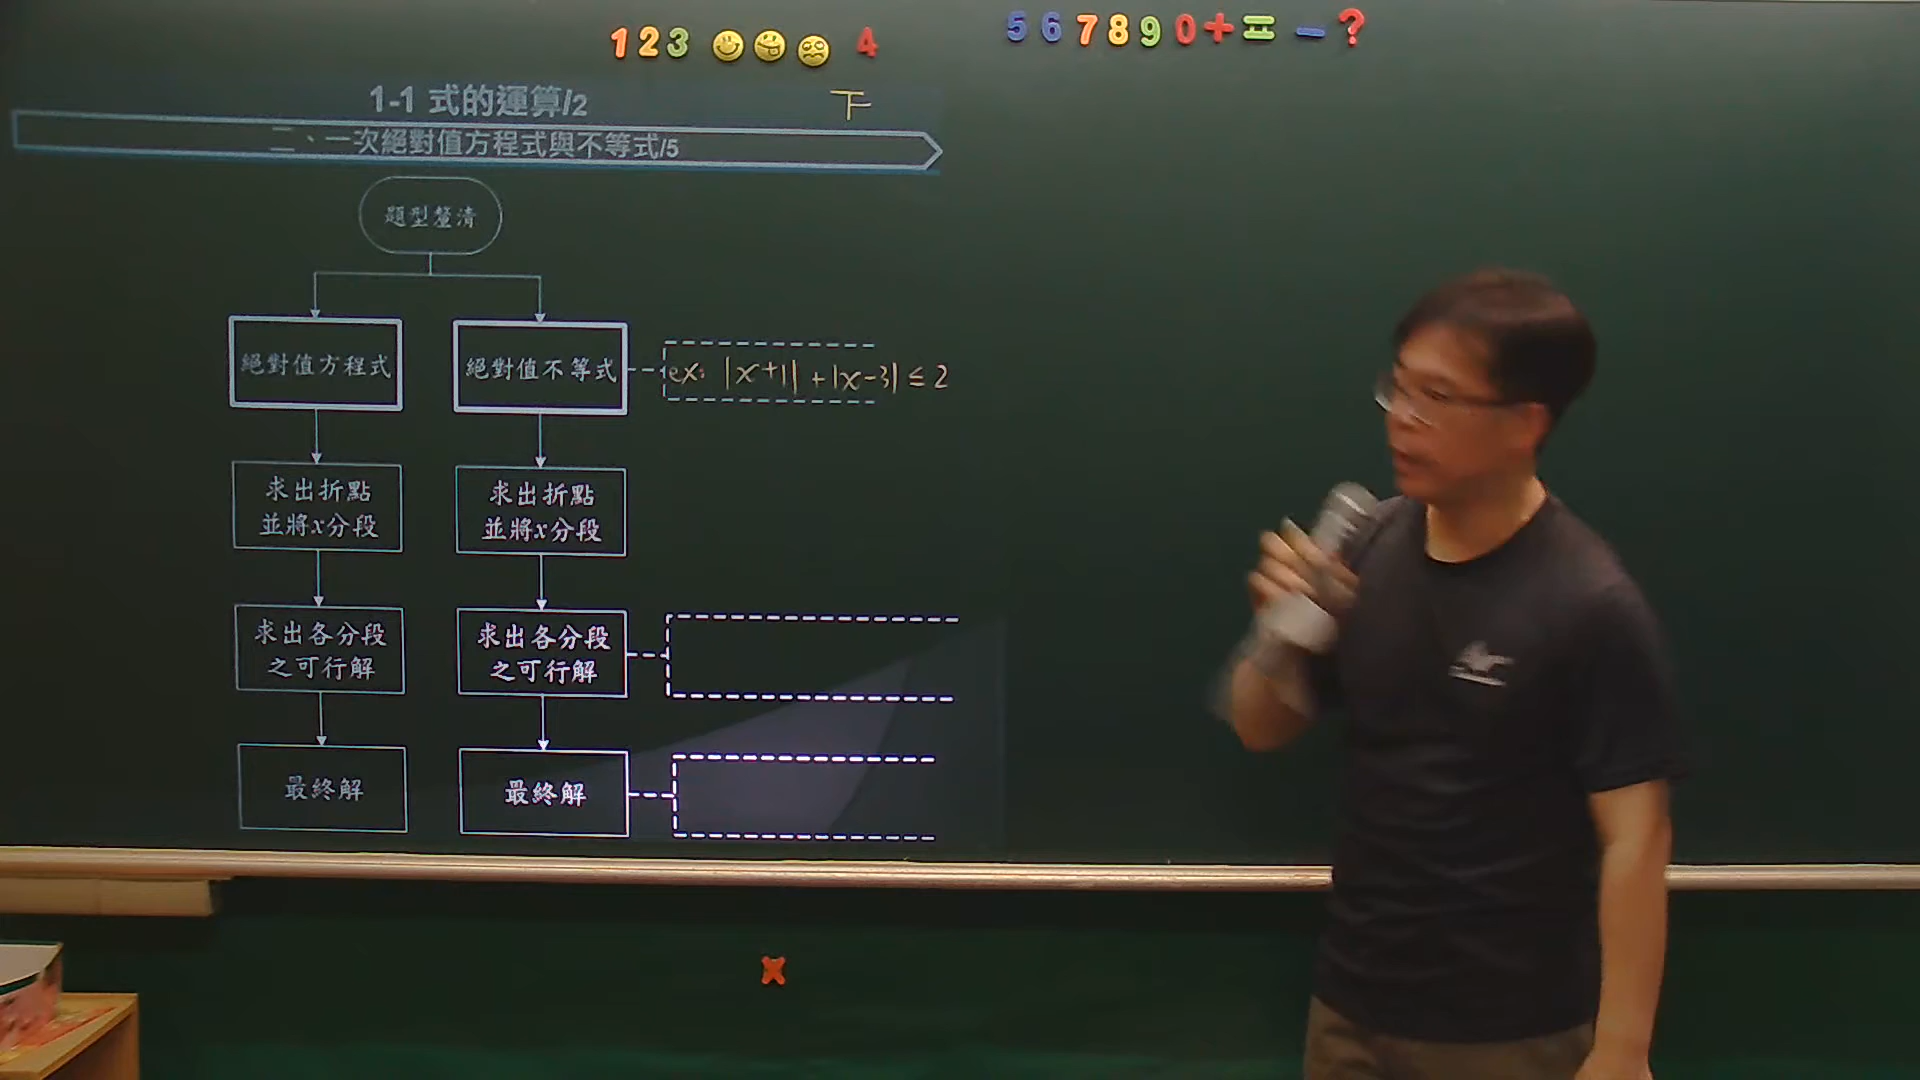 1 2 3 4 5 6 7 8 9 0 + = - ?
1-1 式的運算/2
下
二、一次絕對值方程式與不等式/5
題型釐清
絕對值方程式
絕對值不等式
ex: |x+1| + |x-3| ≤ 2
求出折點
並將x分段
求出折點
並將x分段
求出各分段
之可行解
求出各分段
之可行解
最終解
最終解
x